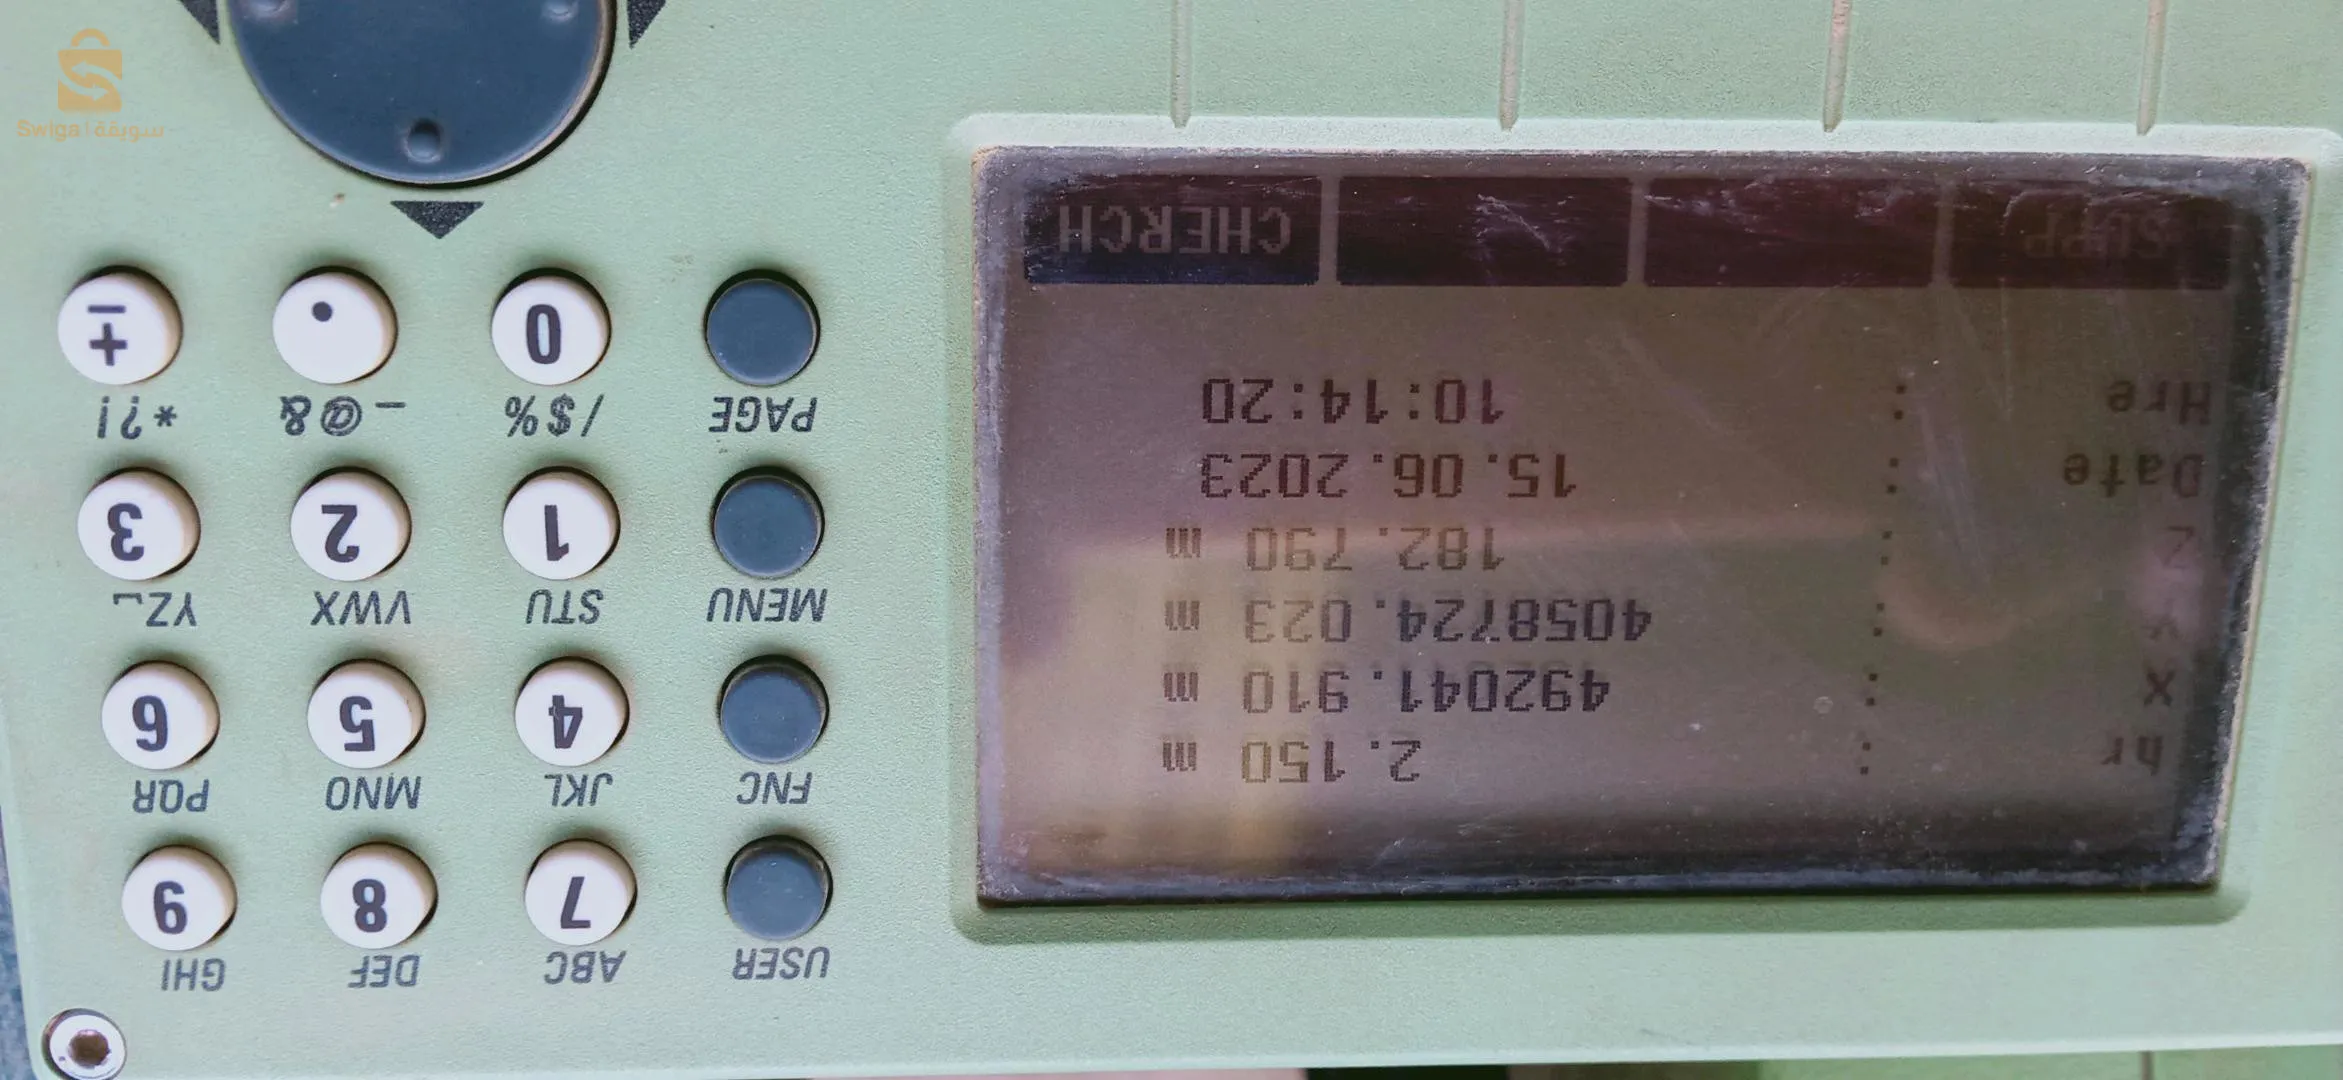 Swiga | سويقة
USER
7
8
9
ABC
DEF
GHI
FNC
4
5
6
JKL
MNO
PQR
MENU
1
2
3
STU
VWX
YZ⎵
PAGE
0
.
±
/$%
_@&
*?!
hr : 2.150 m
X : 492041.910 m
: 4058724.023 m
Z : 182.790 m
Date : 15.06.2023
Hre : 10:14:20
SUPP
CHERCH